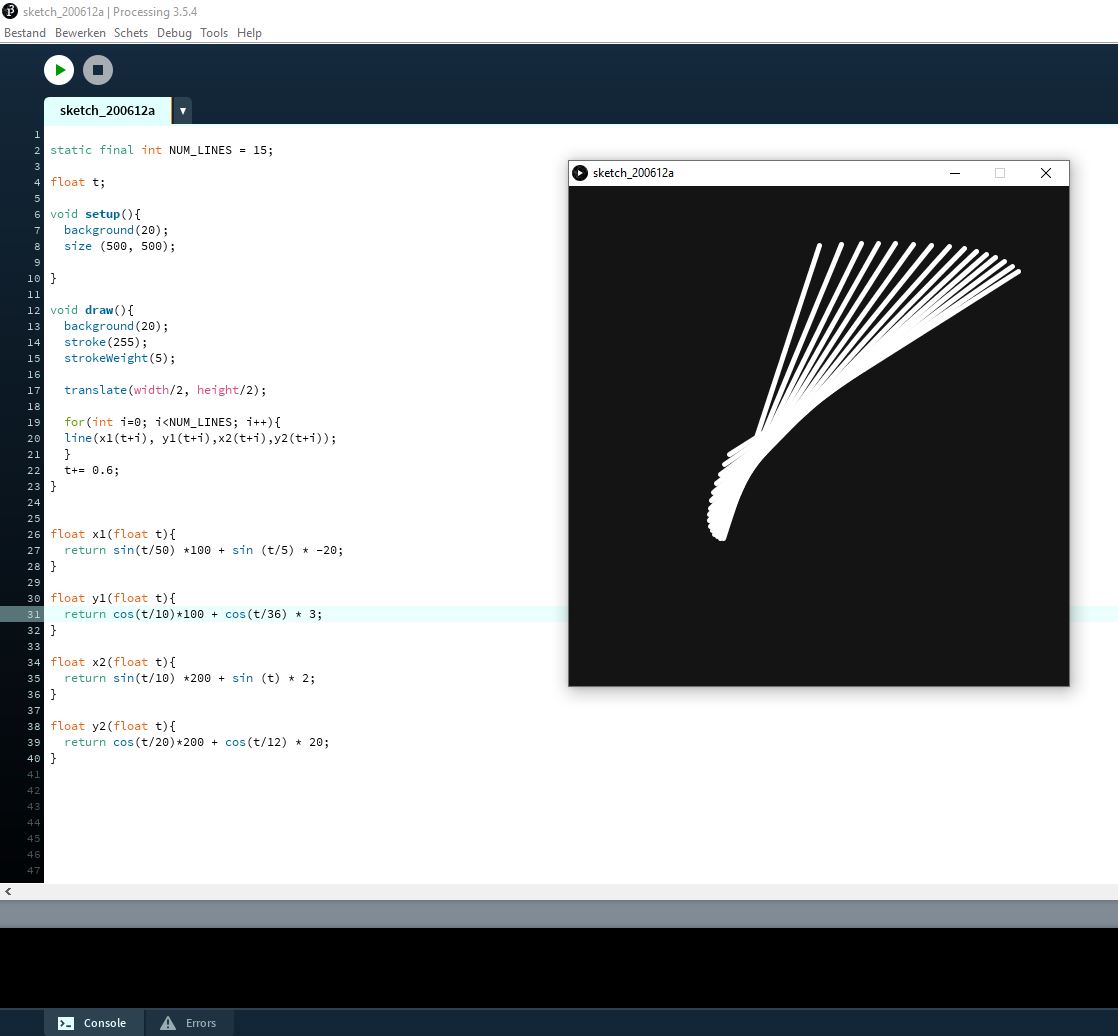 sketch_200612a | Processing 3.5.4
Bestand Bewerken Schets Debug Tools Help
sketch_200612a ▼
1
2 static final int NUM_LINES = 15;
3
4 float t;
5
6 void setup(){
7 background(20);
8 size (500, 500);
9
10 }
11
12 void draw(){
13 background(20);
14 stroke(255);
15 strokeWeight(5);
16
17 translate(width/2, height/2);
18
19 for(int i=0; i<NUM_LINES; i++){
20 line(x1(t+i), y1(t+i),x2(t+i),y2(t+i));
21 }
22 t+= 0.6;
23 }
24
25
26 float x1(float t){
27 return sin(t/50) *100 + sin (t/5) * -20;
28 }
29
30 float y1(float t){
31 return cos(t/10)*100 + cos(t/36) * 3;
32 }
33
34 float x2(float t){
35 return sin(t/10) *200 + sin (t) * 2;
36 }
37
38 float y2(float t){
39 return cos(t/20)*200 + cos(t/12) * 20;
40 }
41
42
43
44
45
46
47
sketch_200612a
Console Errors